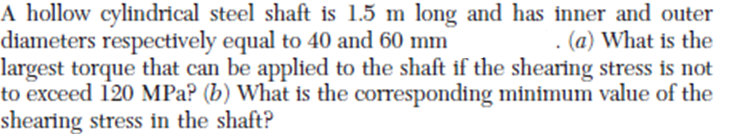 A hollow cylindrical steel shaft is 1.5 m long and has inner and outer
diameters respectively equal to 40 and 60 mm . (a) What is the
largest torque that can be applied to the shaft if the shearing stress is not
to exceed 120 MPa? (b) What is the corresponding minimum value of the
shearing stress in the shaft?